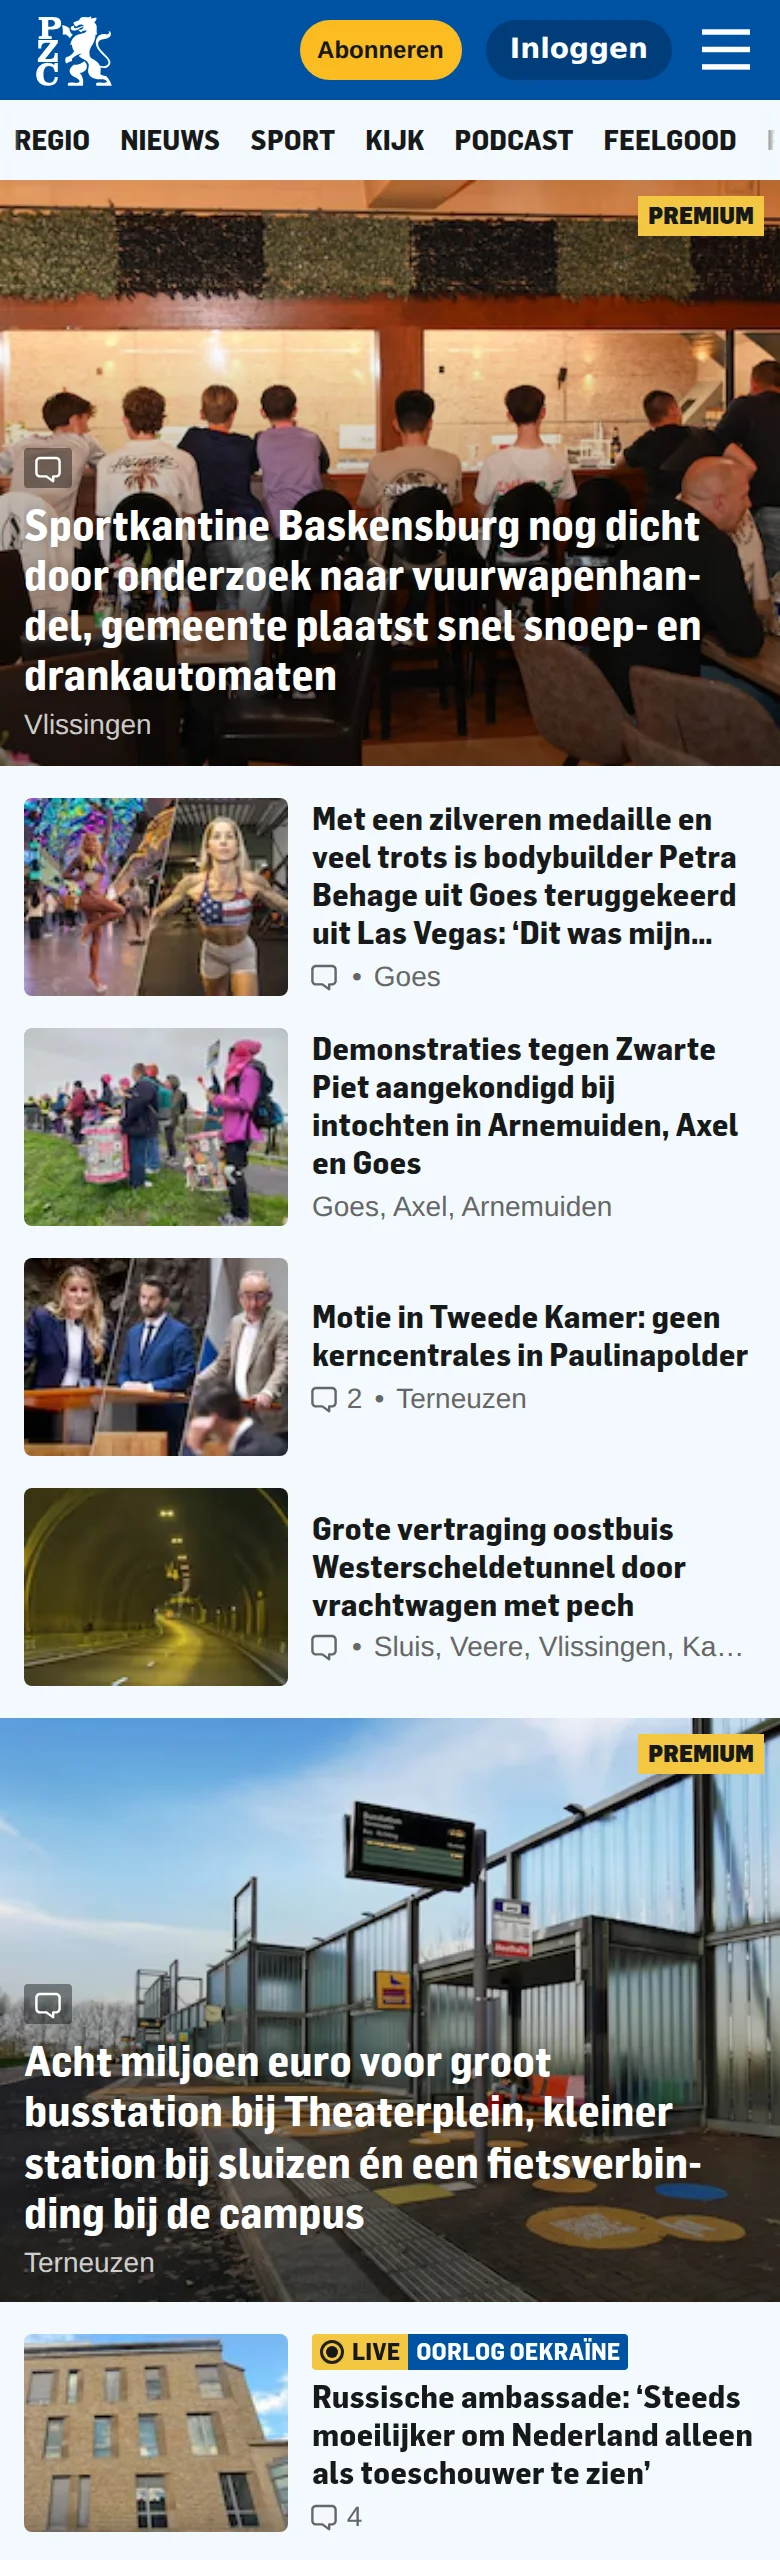 PZC
Abonneren
Inloggen
REGIO NIEUWS SPORT KIJK PODCAST FEELGOOD
PREMIUM
Sportkantine Baskensburg nog dicht
door onderzoek naar vuurwapenhan-
del, gemeente plaatst snel snoep- en
drankautomaten
Vlissingen
Met een zilveren medaille en
veel trots is bodybuilder Petra
Behage uit Goes teruggekeerd
uit Las Vegas: ‘Dit was mijn...
• Goes
Demonstraties tegen Zwarte
Piet aangekondigd bij
intochten in Arnemuiden, Axel
en Goes
Goes, Axel, Arnemuiden
Motie in Tweede Kamer: geen
kerncentrales in Paulinapolder
2 • Terneuzen
Grote vertraging oostbuis
Westerscheldetunnel door
vrachtwagen met pech
• Sluis, Veere, Vlissingen, Ka...
PREMIUM
Acht miljoen euro voor groot
busstation bij Theaterplein, kleiner
station bij sluizen én een fietsverbin-
ding bij de campus
Terneuzen
LIVE OORLOG OEKRAÏNE
Russische ambassade: ‘Steeds
moeilijker om Nederland alleen
als toeschouwer te zien’
4